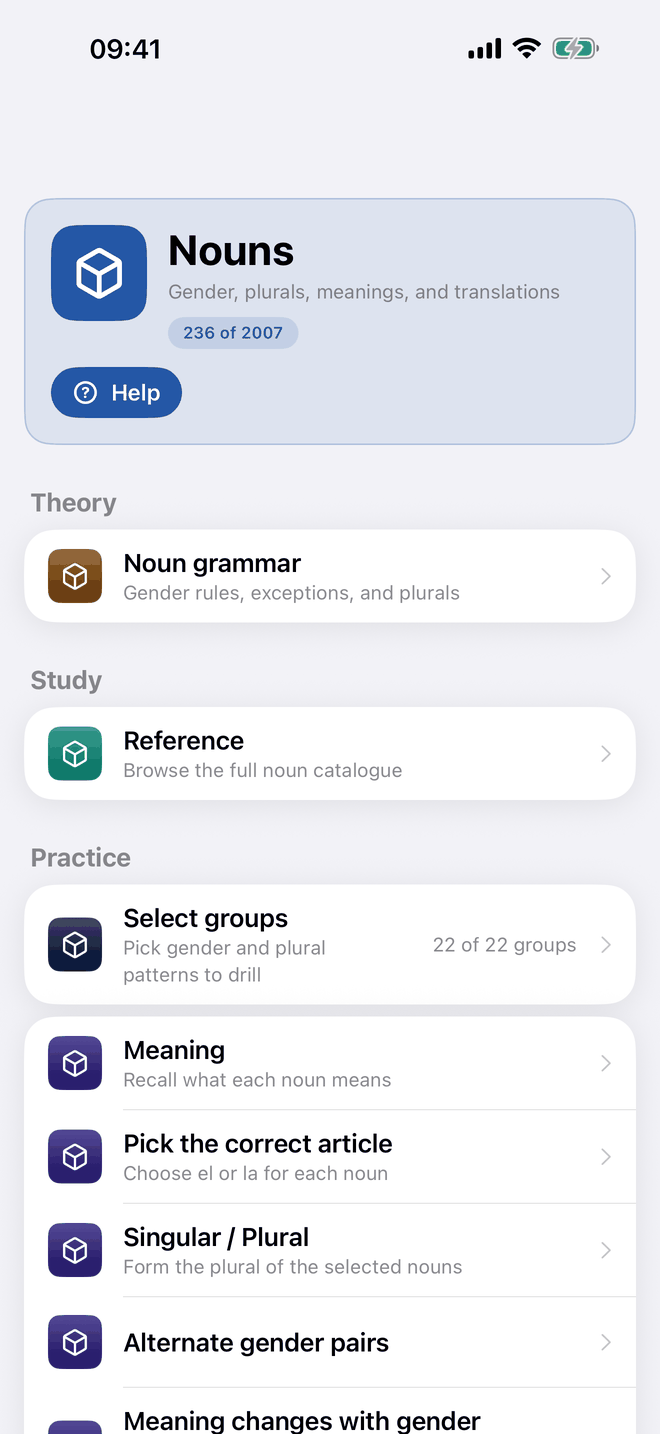 09:41
Nouns
Gender, plurals, meanings, and translations
236 of 2007
Help
Theory
Noun grammar
Gender rules, exceptions, and plurals
Study
Reference
Browse the full noun catalogue
Practice
Select groups
Pick gender and plural
patterns to drill
22 of 22 groups
Meaning
Recall what each noun means
Pick the correct article
Choose el or la for each noun
Singular / Plural
Form the plural of the selected nouns
Alternate gender pairs
Meaning changes with gender